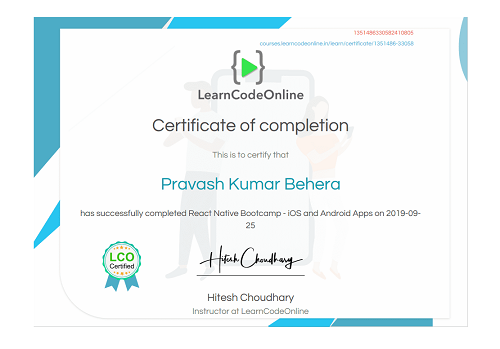 1351486330582410805
courses.learncodeonline.in/learn/certificate/1351486-33058
LearnCodeOnline
Certificate of completion
This is to certify that
Pravash Kumar Behera
has successfully completed React Native Bootcamp - iOS and Android Apps on 2019-09-
25
LCO
Certified
Hitesh Choudhary
Hitesh Choudhary
Instructor at LearnCodeOnline